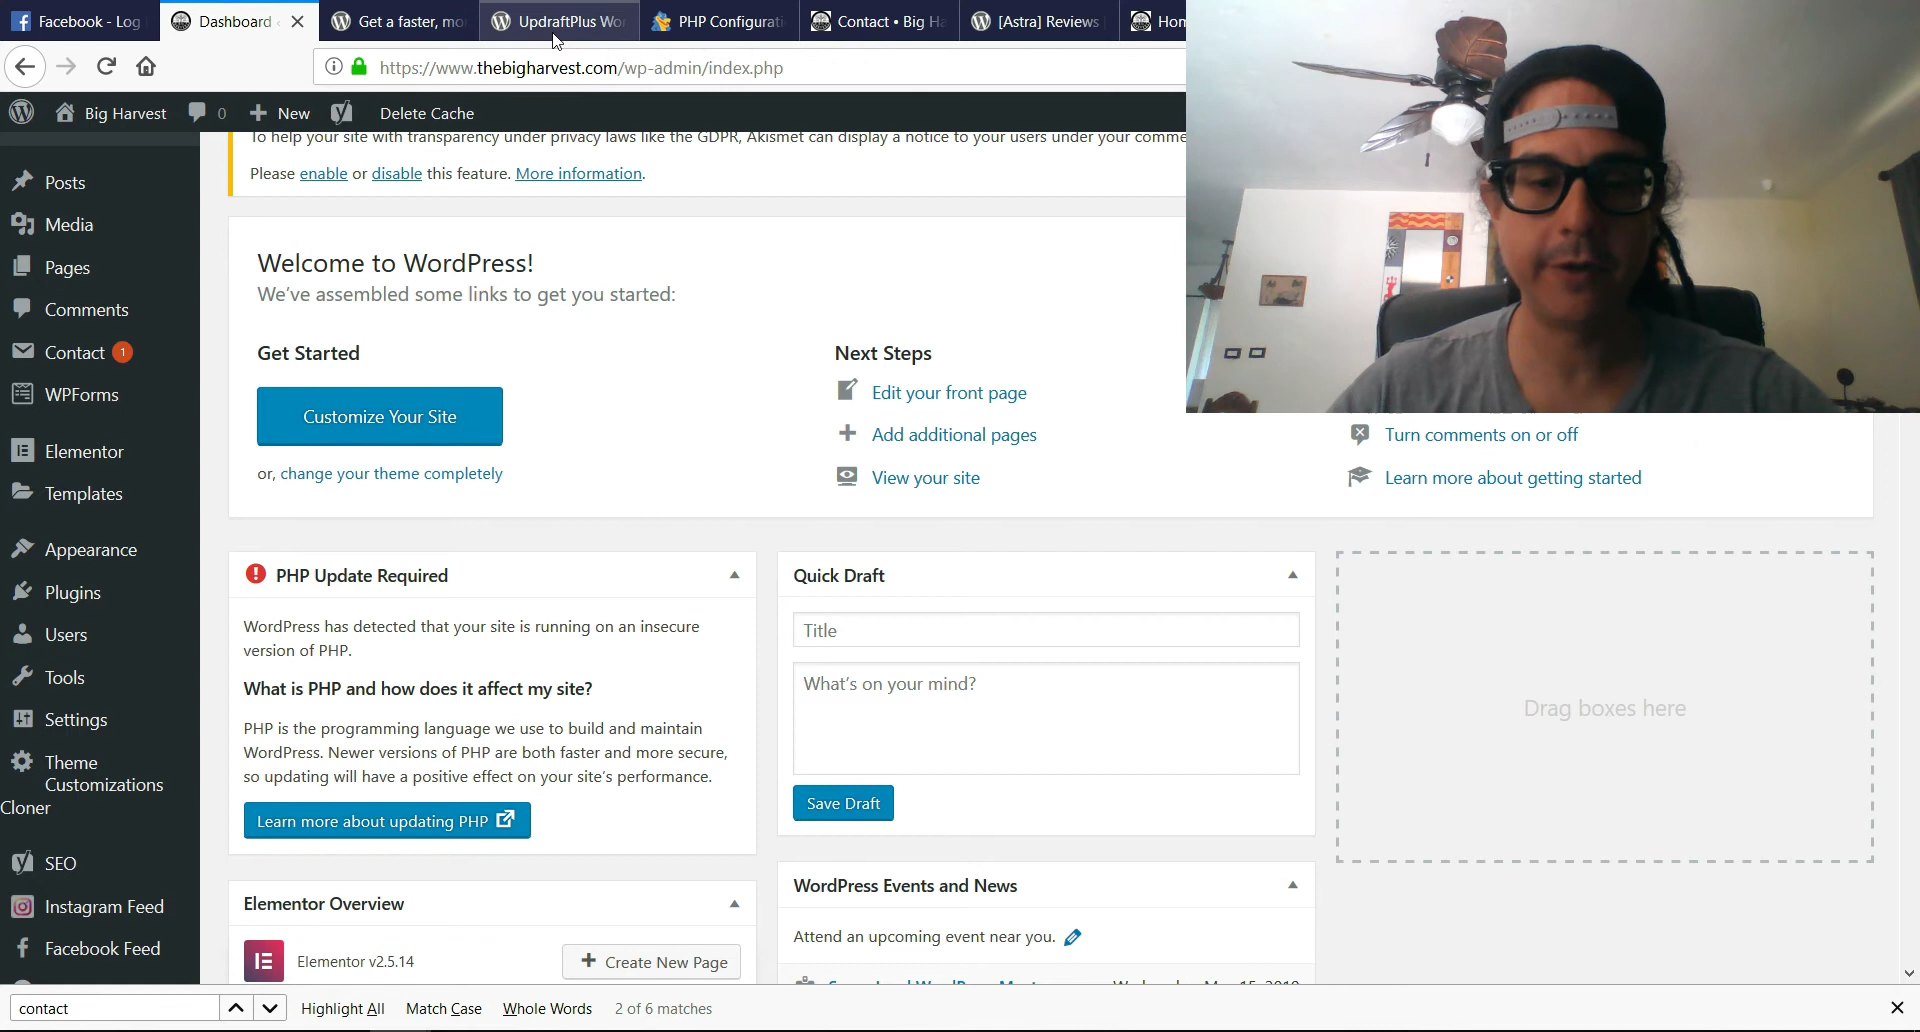 Facebook - Log
Dashboard
Get a faster, mo
UpdraftPlus Wor
PHP Configurati
Contact • Big Ha
[Astra] Reviews
Hom
https://www.thebigharvest.com/wp-admin/index.php
Big Harvest
0
New
Delete Cache
To help your site with transparency under privacy laws like the GDPR, Akismet can display a notice to your users under your comme
Please enable or disable this feature. More information.
Posts
Media
Pages
Comments
Contact 1
WPForms
Elementor
Templates
Appearance
Plugins
Users
Tools
Settings
Theme
Customizations
Cloner
SEO
Instagram Feed
Facebook Feed
Welcome to WordPress!
We've assembled some links to get you started:
Get Started
Customize Your Site
or, change your theme completely
Next Steps
Edit your front page
Add additional pages
View your site
Turn comments on or off
Learn more about getting started
PHP Update Required
WordPress has detected that your site is running on an insecure
version of PHP.
What is PHP and how does it affect my site?
PHP is the programming language we use to build and maintain
WordPress. Newer versions of PHP are both faster and more secure,
so updating will have a positive effect on your site's performance.
Learn more about updating PHP
Elementor Overview
Elementor v2.5.14
Create New Page
Quick Draft
Title
What's on your mind?
Save Draft
WordPress Events and News
Attend an upcoming event near you.
Drag boxes here
contact
Highlight All
Match Case
Whole Words
2 of 6 matches